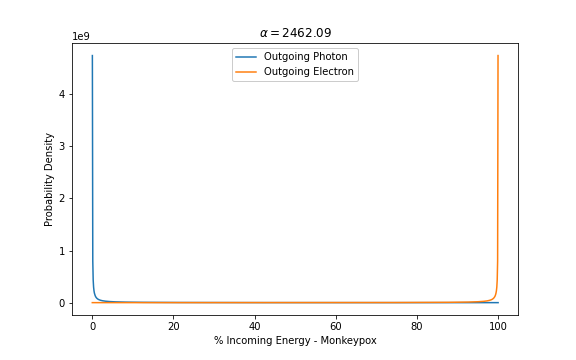 α = 2462.09
1e9
Outgoing Photon
Outgoing Electron
Probability Density
4
3
2
1
0
0 20 40 60 80 100
% Incoming Energy - Monkeypox